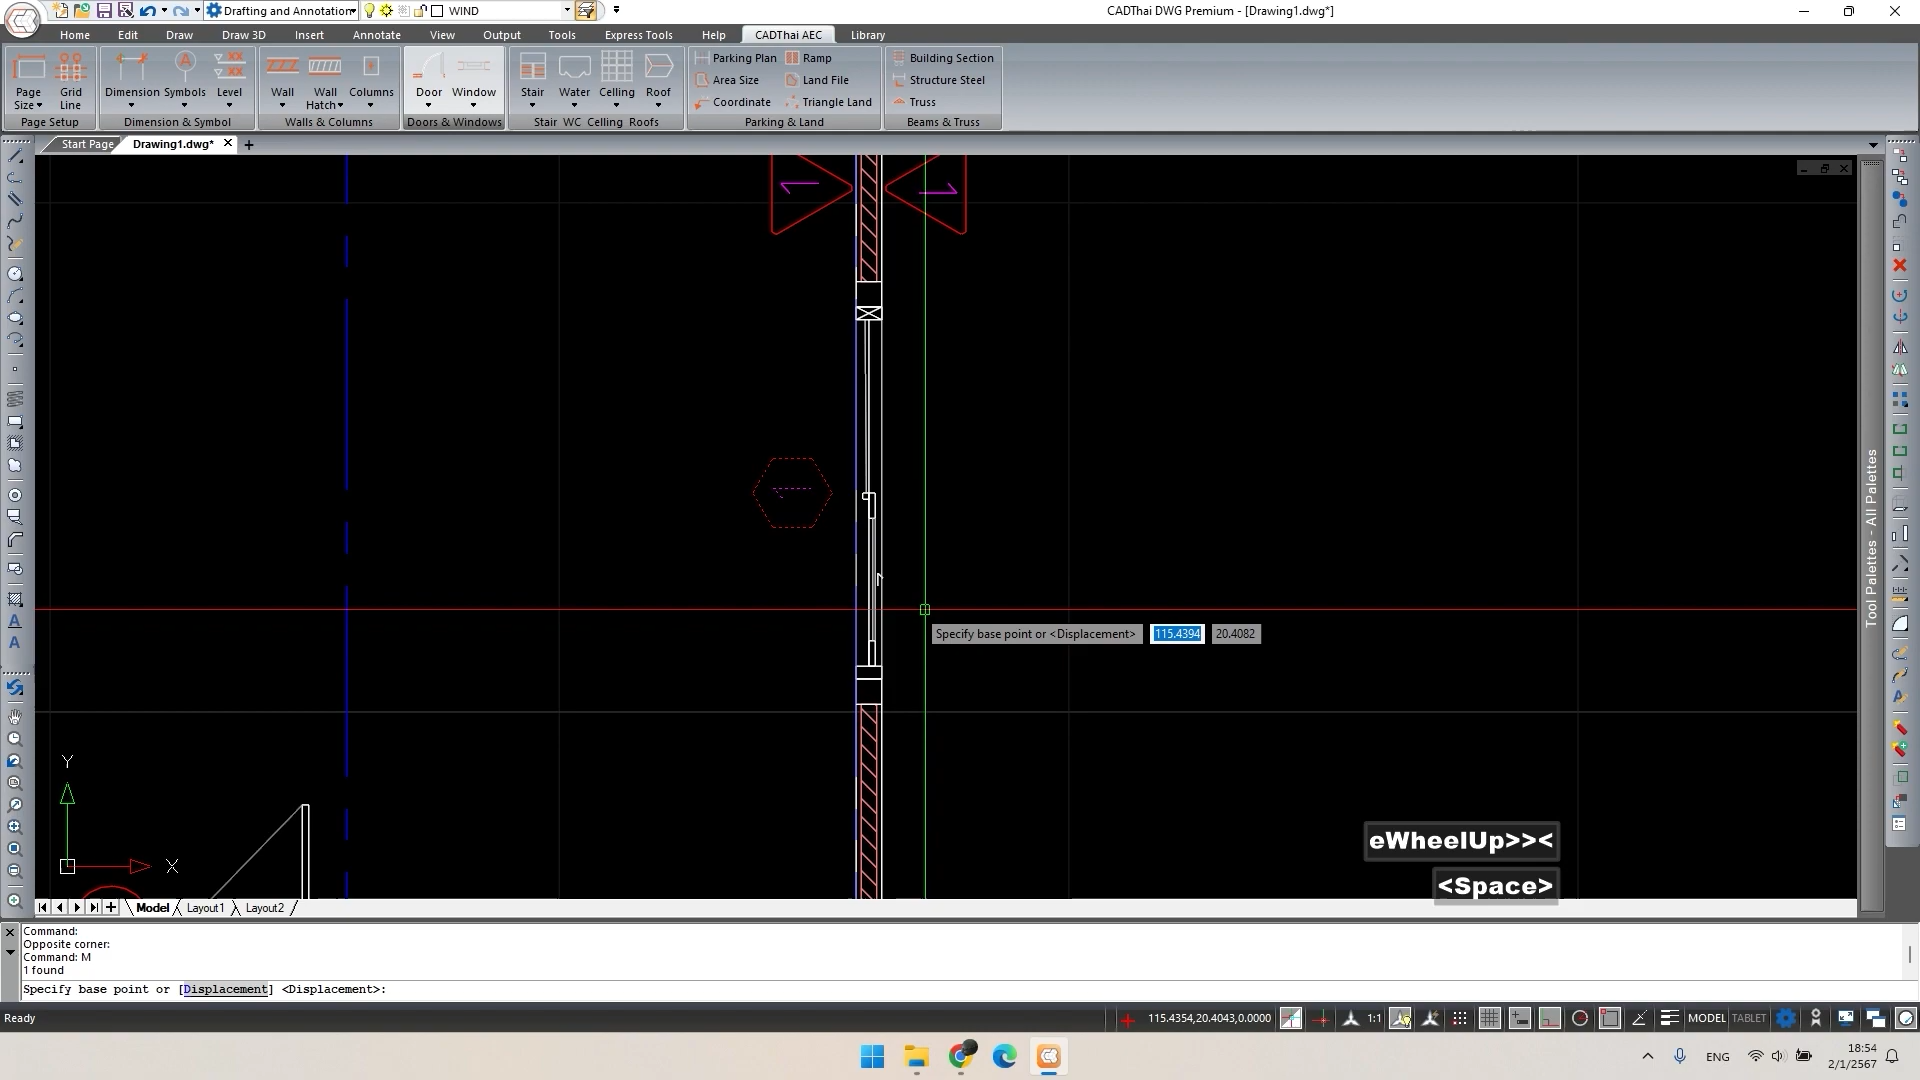 Drafting and Annotation
WIND
CADThai DWG Premium - [Drawing1.dwg*]
Home Edit Draw Draw 3D Insert Annotate View Output Tools Express Tools Help CADThai AEC Library
Page Size Grid Line
Page Setup
Dimension Symbols Level
Dimension & Symbol
Wall Wall Hatch Columns
Walls & Columns
Door Window
Doors & Windows
Stair Water Celling Roof
Stair WC Celling Roofs
Parking Plan Ramp
Area Size Land File
Coordinate Triangle Land
Parking & Land
Building Section
Structure Steel
Truss
Beams & Truss
Start Page Drawing1.dwg*
Tool Palettes - All Palettes
Specify base point or <Displacement> 115.4394 20.4082
Y
X
eWheelUp>><
<Space>
Model Layout1 Layout2
Command:
Opposite corner:
Command: M
1 found
Specify base point or [Displacement] <Displacement>:
Ready
115.4354,20.4043,0.0000
1:1
MODEL TABLET
ENG
18:54
2/1/2567